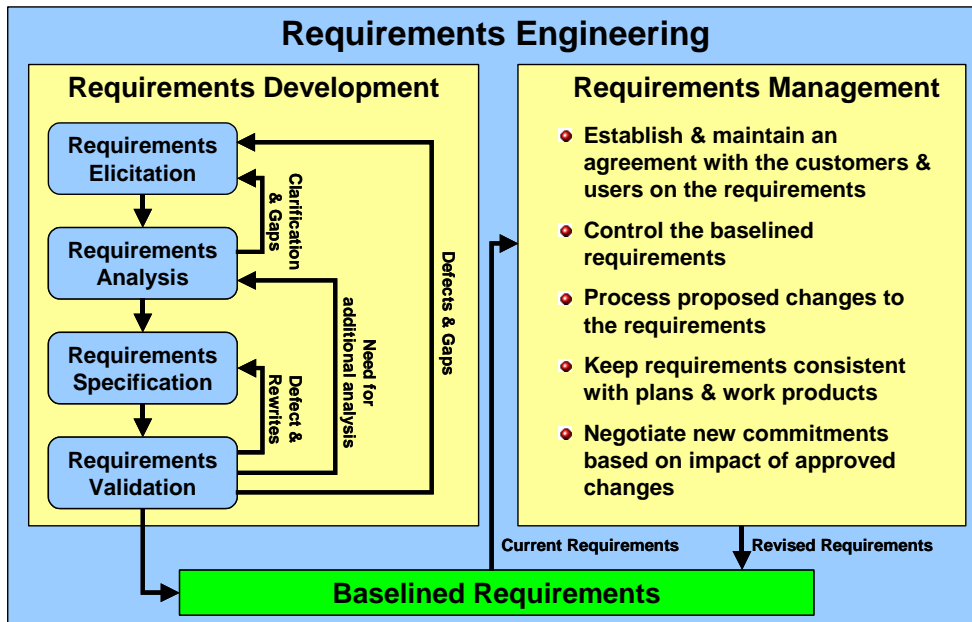 Requirements Engineering
Requirements Development
Requirements
Elicitation
Clarification
& Gaps
Requirements
Analysis
Requirements
Specification
Defect &
Rewrites
Need for
additional analysis
Defects & Gaps
Requirements
Validation
Requirements Management
Establish & maintain an
agreement with the customers &
users on the requirements
Control the baselined
requirements
Process proposed changes to
the requirements
Keep requirements consistent
with plans & work products
Negotiate new commitments
based on impact of approved
changes
Current Requirements
Revised Requirements
Baselined Requirements